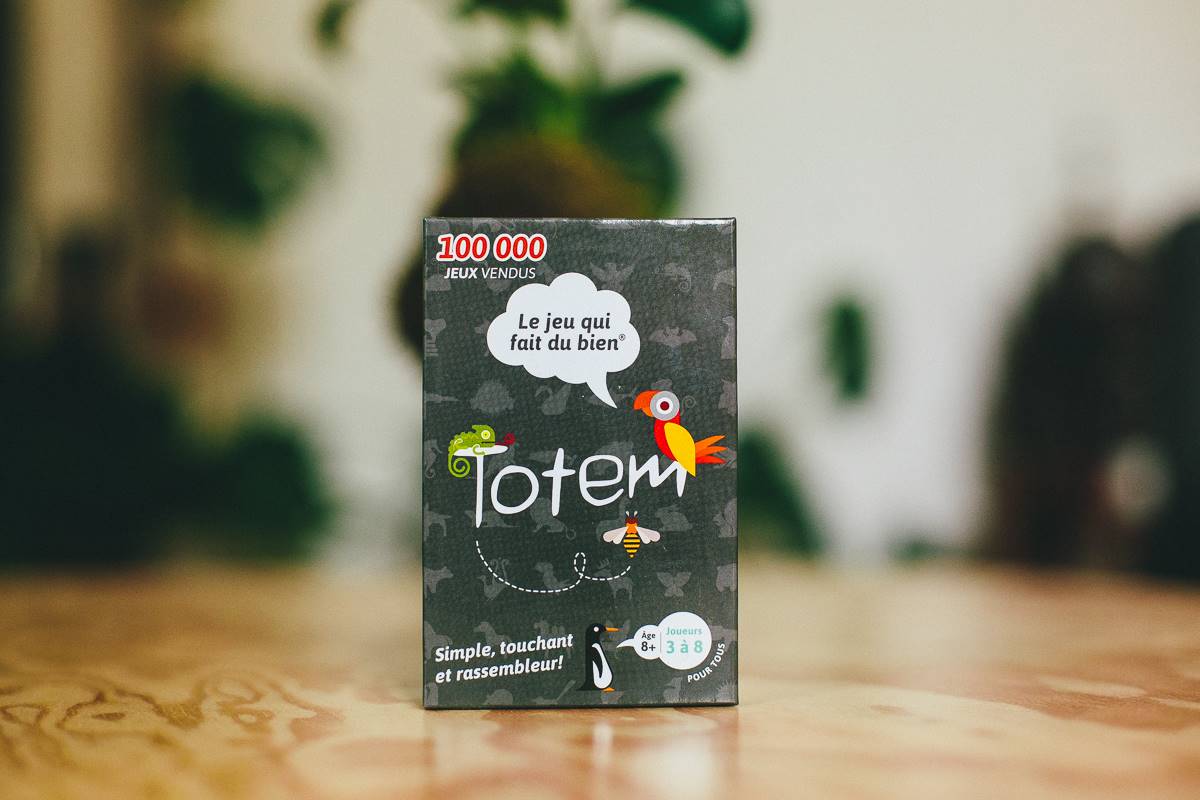 100 000
JEUX VENDUS
Le jeu qui
fait du bien®
Totem
Simple, touchant
et rassembleur!
Âge
8+
Joueurs
3 à 8
POUR TOUS